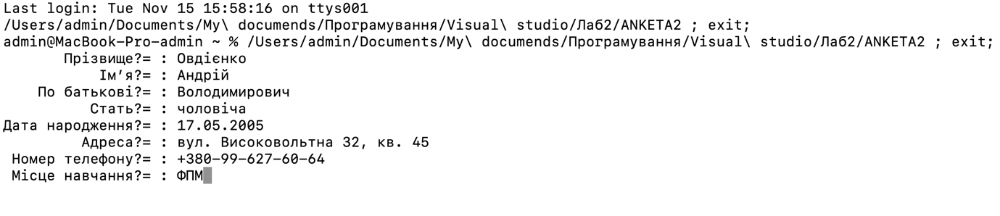 Last login: Tue Nov 15 15:58:16 on ttys001
/Users/admin/Documents/My\ documends/Програмування/Visual\ studio/Лаб2/ANKETA2 ; exit;
admin@MacBook-Pro-admin ~ % /Users/admin/Documents/My\ documends/Програмування/Visual\ studio/Лаб2/ANKETA2 ; exit;
Прізвище?= : Овдієнко
Ім’я?= : Андрій
По батькові?= : Володимирович
Стать?= : чоловіча
Дата народження?= : 17.05.2005
Адреса?= : вул. Високовольтна 32, кв. 45
Номер телефону?= : +380-99-627-60-64
Місце навчання?= : ФПМ